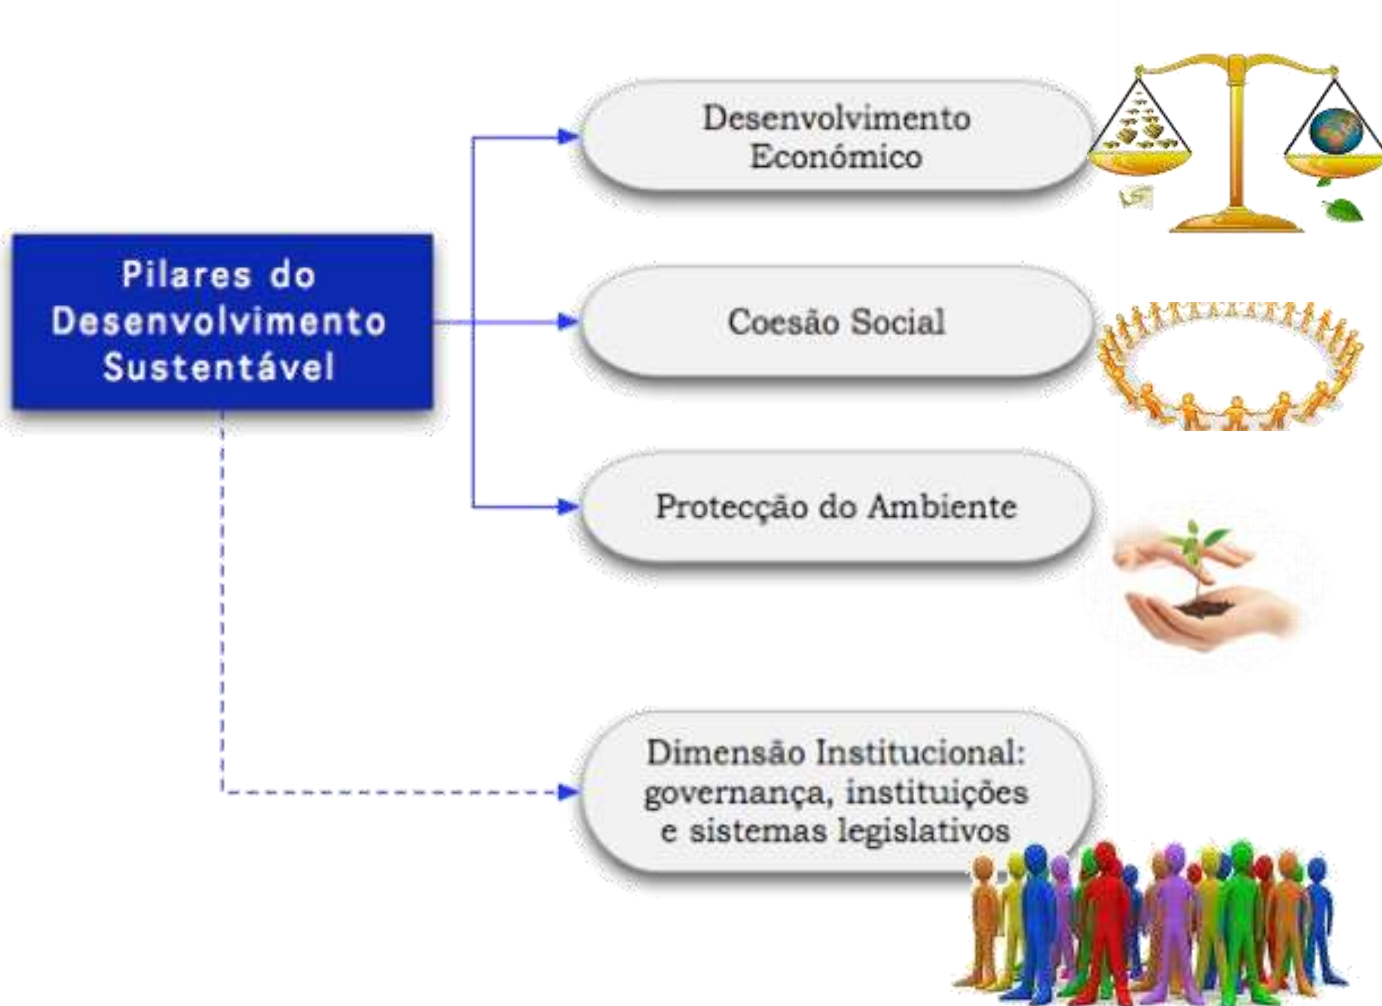 Pilares do
Desenvolvimento
Sustentável
Desenvolvimento
Económico
Coesão Social
Protecção do Ambiente
Dimensão Institucional:
governança, instituições
e sistemas legislativos